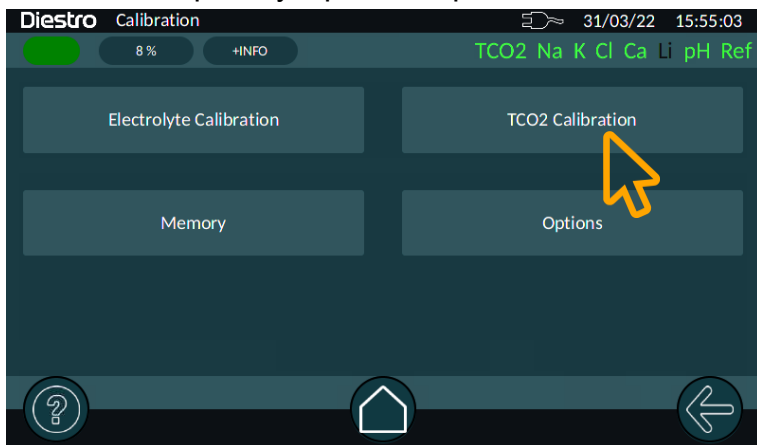 Diestro Calibration 31/03/22 15:55:03
8 % +INFO TCO2 Na K Cl Ca Li pH Ref
Electrolyte Calibration TCO2 Calibration
Memory Options
?